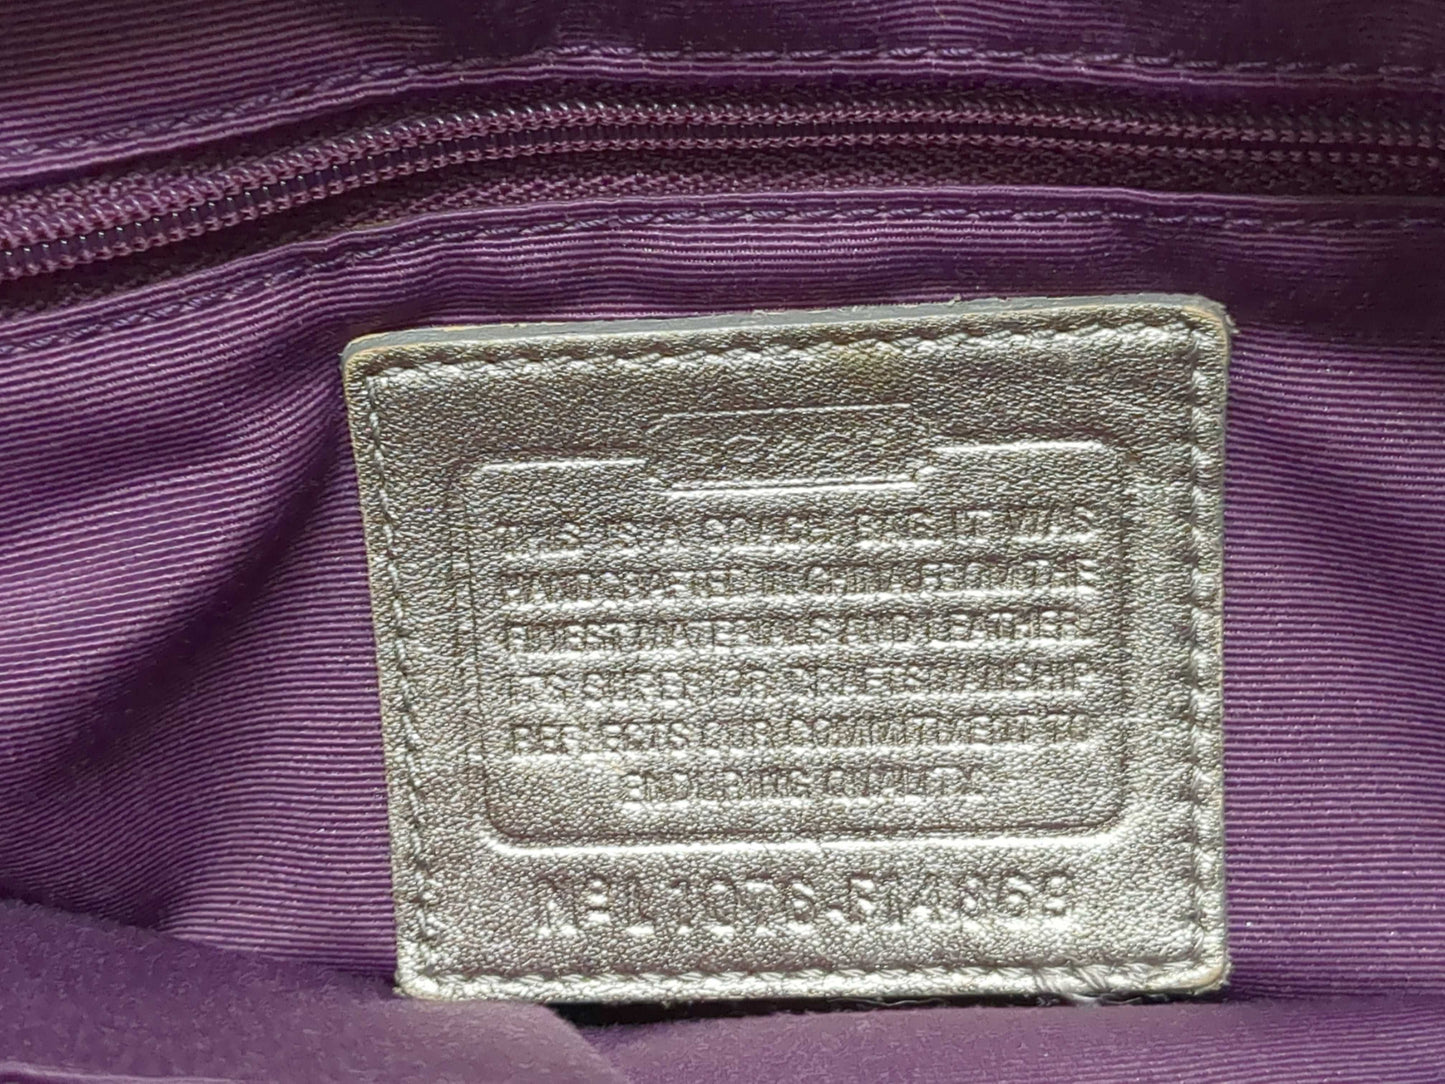 COACH
THIS IS A COACH BAG. IT WAS
HANDCRAFTED IN CHINA FROM THE
FINEST MATERIALS AND LEATHER.
ITS SUPERIOR CRAFTSMANSHIP
REFLECTS OUR COMMITMENT TO
ENDURING QUALITY.